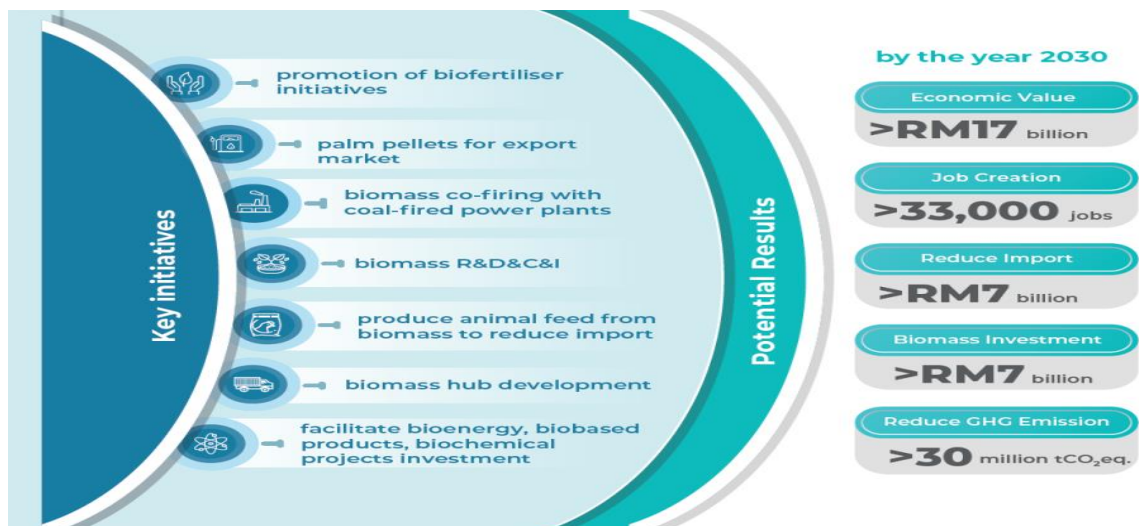 Key initiatives
promotion of biofertiliser
initiatives
palm pellets for export
market
biomass co-firing with
coal-fired power plants
biomass R&D&C&I
produce animal feed from
biomass to reduce import
biomass hub development
facilitate bioenergy, biobased
products, biochemical
projects investment
Potential Results
by the year 2030
Economic Value
>RM17 billion
Job Creation
>33,000 jobs
Reduce Import
>RM7 billion
Biomass Investment
>RM7 billion
Reduce GHG Emission
>30 million tCO₂eq.